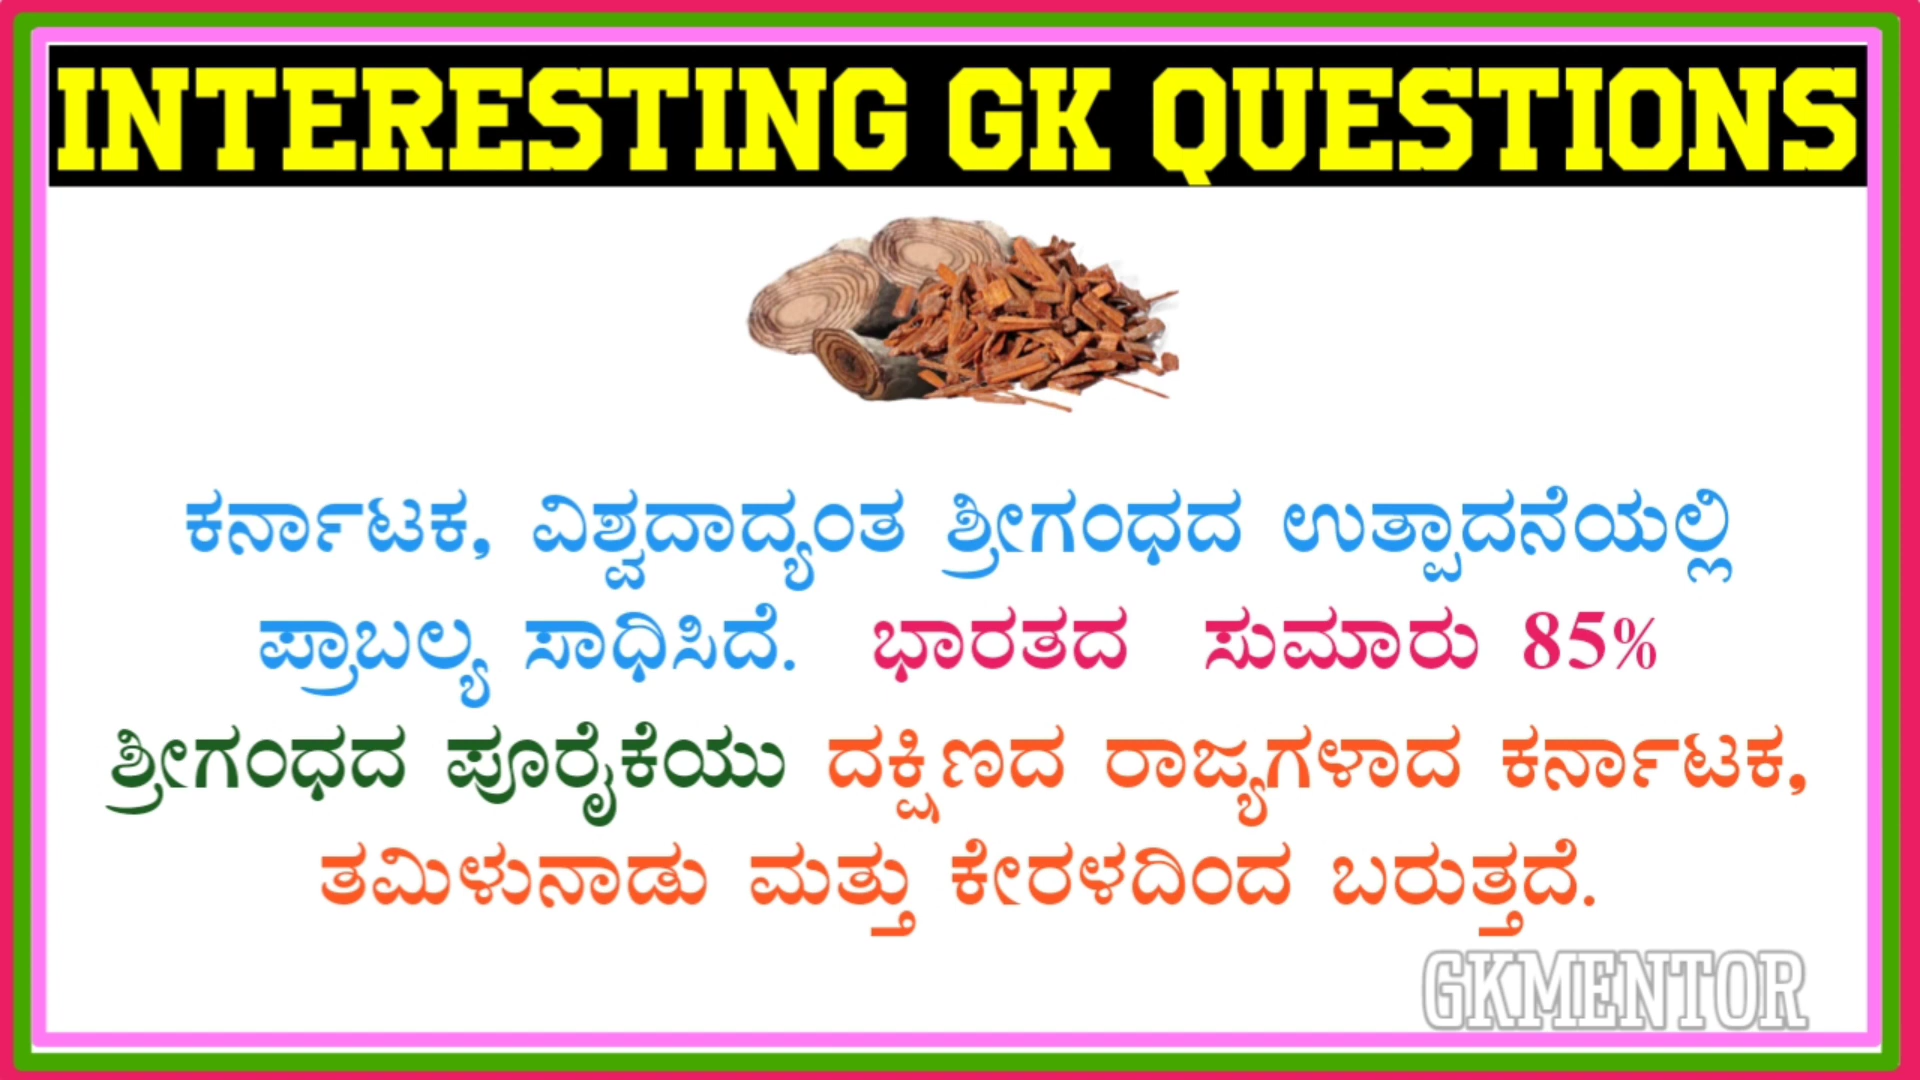 INTERESTING GK QUESTIONS
ಕರ್ನಾಟಕ, ವಿಶ್ವದಾದ್ಯಂತ ಶ್ರೀಗಂಧದ ಉತ್ಪಾದನೆಯಲ್ಲಿ
ಪ್ರಾಬಲ್ಯ ಸಾಧಿಸಿದೆ. ಭಾರತದ ಸುಮಾರು 85%
ಶ್ರೀಗಂಧದ ಪೂರೈಕೆಯು ದಕ್ಷಿಣದ ರಾಜ್ಯಗಳಾದ ಕರ್ನಾಟಕ,
ತಮಿಳುನಾಡು ಮತ್ತು ಕೇರಳದಿಂದ ಬರುತ್ತದೆ.
GKMENTOR